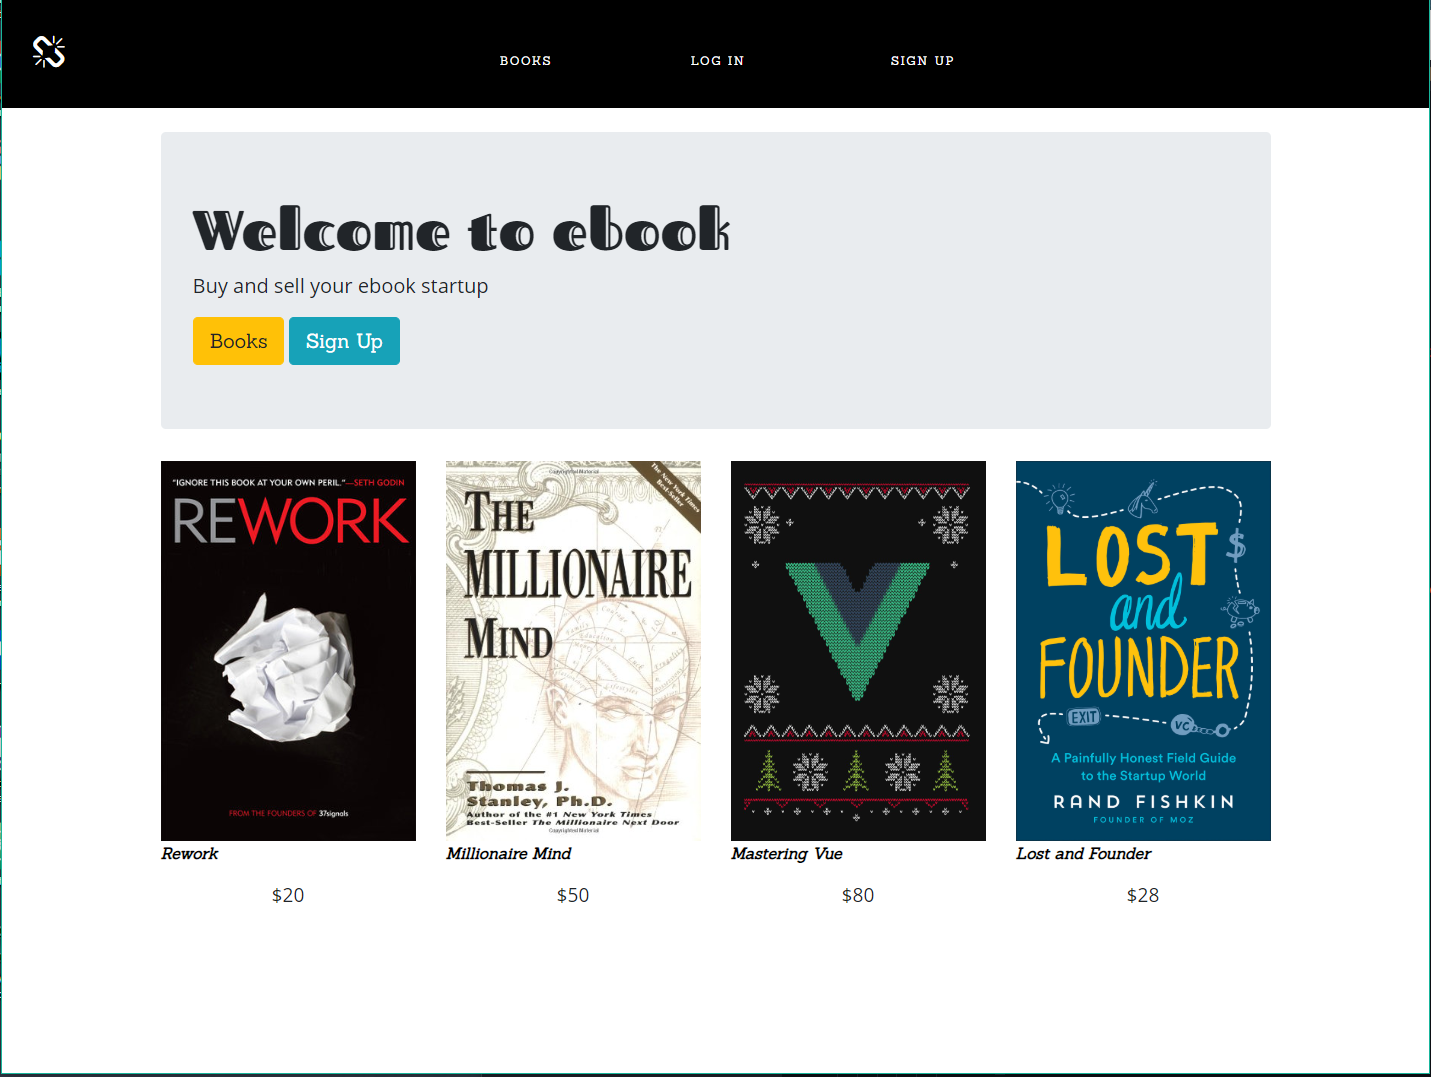 BOOKS
LOG IN
SIGN UP
Welcome to ebook
Buy and sell your ebook startup
Books
Sign Up
"IGNORE THIS BOOK AT YOUR OWN PERIL."—SETH GODIN
REWORK
FROM THE FOUNDERS OF 37signals
Rework
$20
Copyrighted Material
The New York Times
Best-Seller
THE
MILLIONAIRE
MIND
Thomas J.
Stanley, Ph.D.
Author of the #1 New York Times
Best-Seller The Millionaire Next Door
Copyrighted Material
Millionaire Mind
$50
Mastering Vue
$80
LOST
$
and
FOUNDER
EXIT
VC
A Painfully Honest Field Guide
to the Startup World
RAND FISHKIN
FOUNDER OF MOZ
Lost and Founder
$28